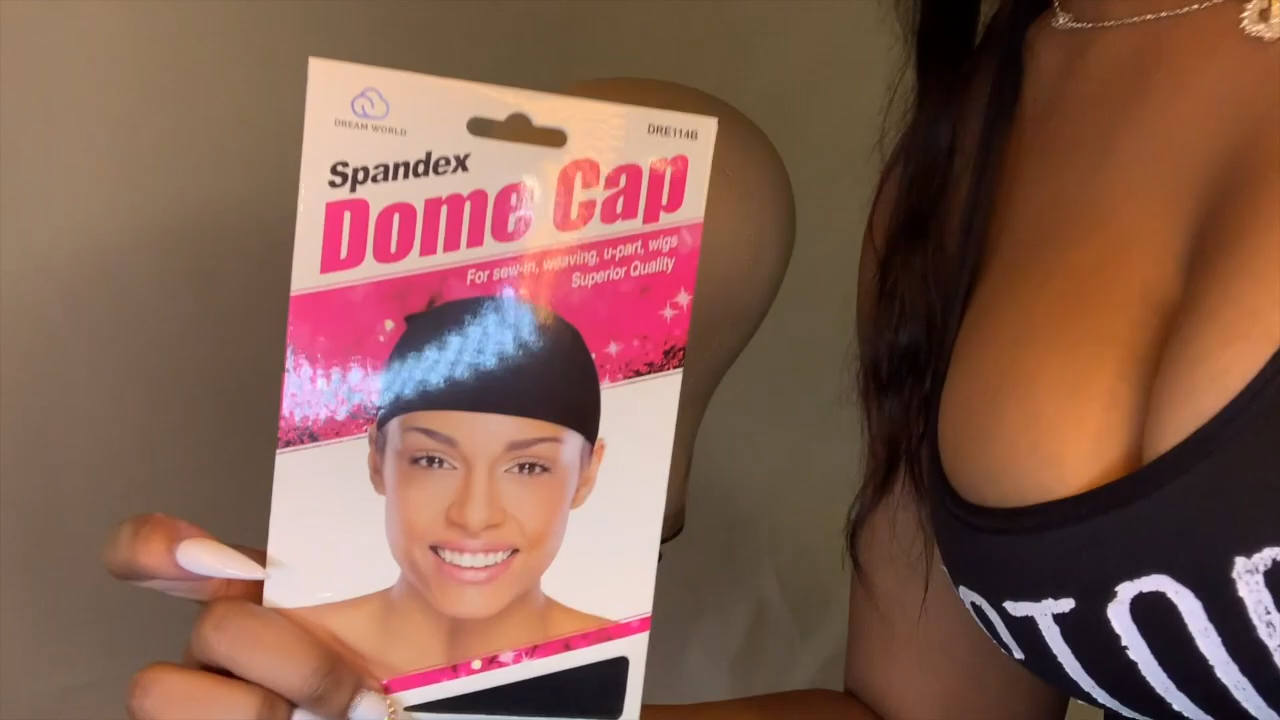 DREAM WORLD
DRE114B
Spandex
Dome Cap
For sew-in, weaving, u-part, wigs
Superior Quality